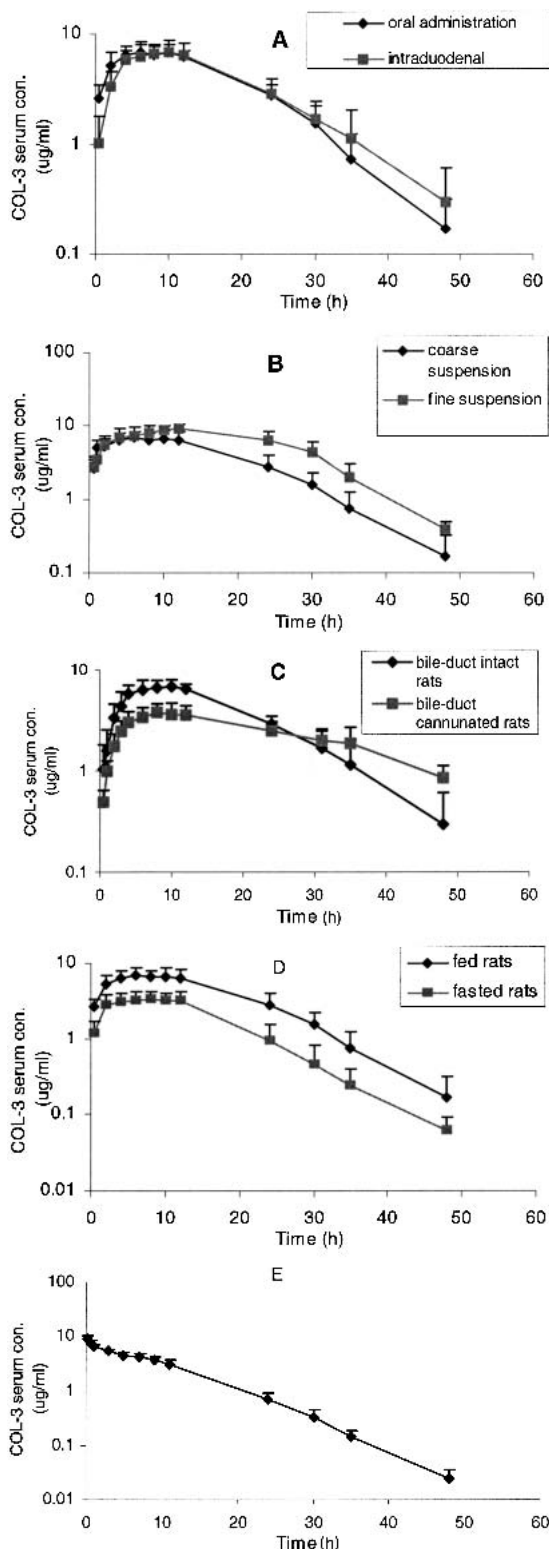 A
oral administration
intraduodenal
COL-3 serum con.
(ug/ml)
10
1
0.1
0 10 20 30 40 50 60
Time (h)
B
coarse
suspension
fine suspension
COL-3 serum con.
(ug/ml)
100
10
1
0.1
0 10 20 30 40 50 60
Time (h)
C
bile-duct intact
rats
bile-duct
cannunated rats
COL-3 serum con.
(ug/ml)
10
1
0.1
0 10 20 30 40 50 60
Time (h)
D
fed rats
fasted rats
COL-3 serum con.
(ug/ml)
10
1
0.1
0.01
0 10 20 30 40 50 60
Time (h)
E
COL-3 serum con.
(ug/ml)
100
10
1
0.1
0.01
0 10 20 30 40 50 60
Time (h)